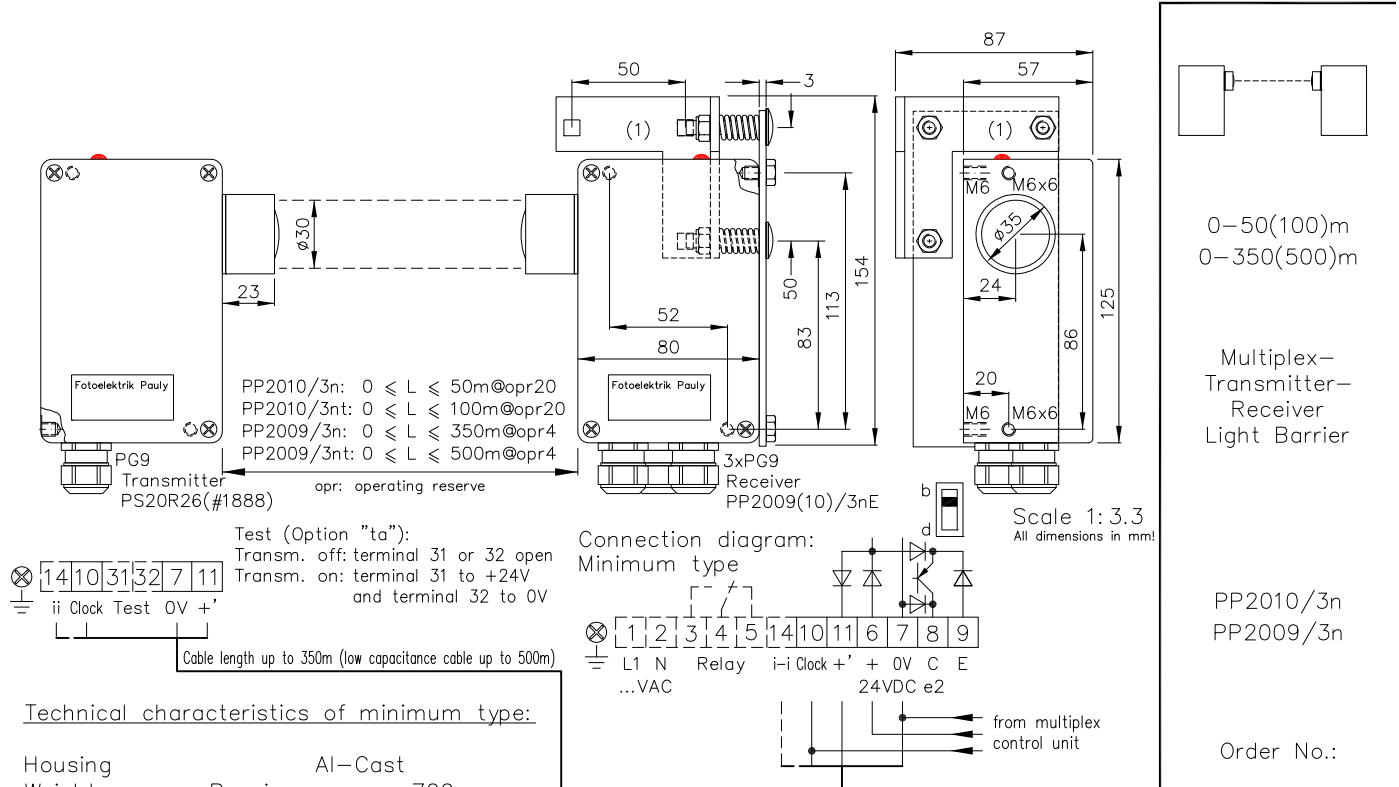 87
50
57
3
(1)
(1)
M6
M6x6
0-50(100)m
0-350(500)m
ø30
ø35
154
50
113
125
23
24
52
83
86
80
Multiplex-
Transmitter-
Receiver
Light Barrier
Fotoelektrik Pauly
Fotoelektrik Pauly
20
PP2010/3n: 0 ≤ L ≤ 50m@opr20
PP2010/3nt: 0 ≤ L ≤ 100m@opr20
PP2009/3n: 0 ≤ L ≤ 350m@opr4
PP2009/3nt: 0 ≤ L ≤ 500m@opr4
M6
M6x6
PG9
Transmitter
PS20R26(#1888)
opr: operating reserve
3xPG9
Receiver
PP2009(10)/3nE
b
d
Scale 1:3.3
All dimensions in mm!
Test (Option "ta"):
Transm. off: terminal 31 or 32 open
Transm. on: terminal 31 to +24V
and terminal 32 to 0V
Connection diagram:
Minimum type
14 10 31 32 7 11
ii Clock Test 0V +'
PP2010/3n
PP2009/3n
1 2 3 4 5 14 10 11 6 7 8 9
L1 N Relay i-i Clock +' + 0V C E
...VAC 24VDC e2
Cable length up to 350m (low capacitance cable up to 500m)
Technical characteristics of minimum type:
from multiplex
control unit
Order No.:
Housing Al-Cast